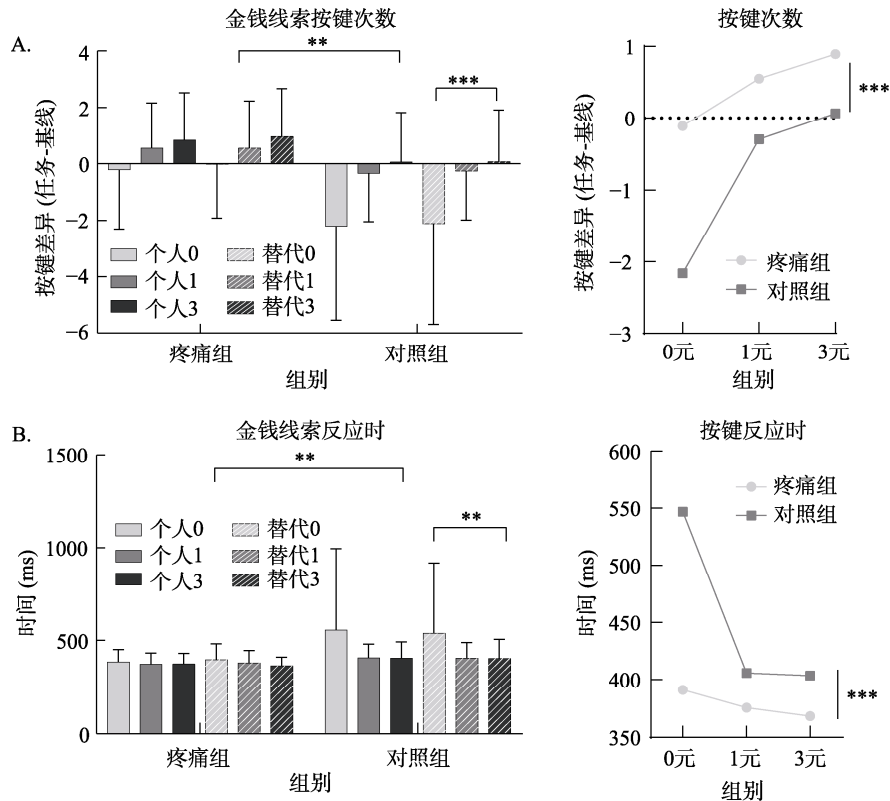 A.
金钱线索按键次数
**
***
4
2
0
−2
−4
−6
按键差异 (任务-基线)
个人0
替代0
个人1
替代1
个人3
替代3
疼痛组
对照组
组别
按键次数
1
0
−1
−2
−3
按键差异 (任务-基线)
***
疼痛组
对照组
0元
1元
3元
组别
B.
金钱线索反应时
**
**
1500
1000
500
0
时间 (ms)
个人0
替代0
个人1
替代1
个人3
替代3
疼痛组
对照组
组别
按键反应时
600
550
500
450
400
350
时间 (ms)
疼痛组
对照组
***
0元
1元
3元
组别